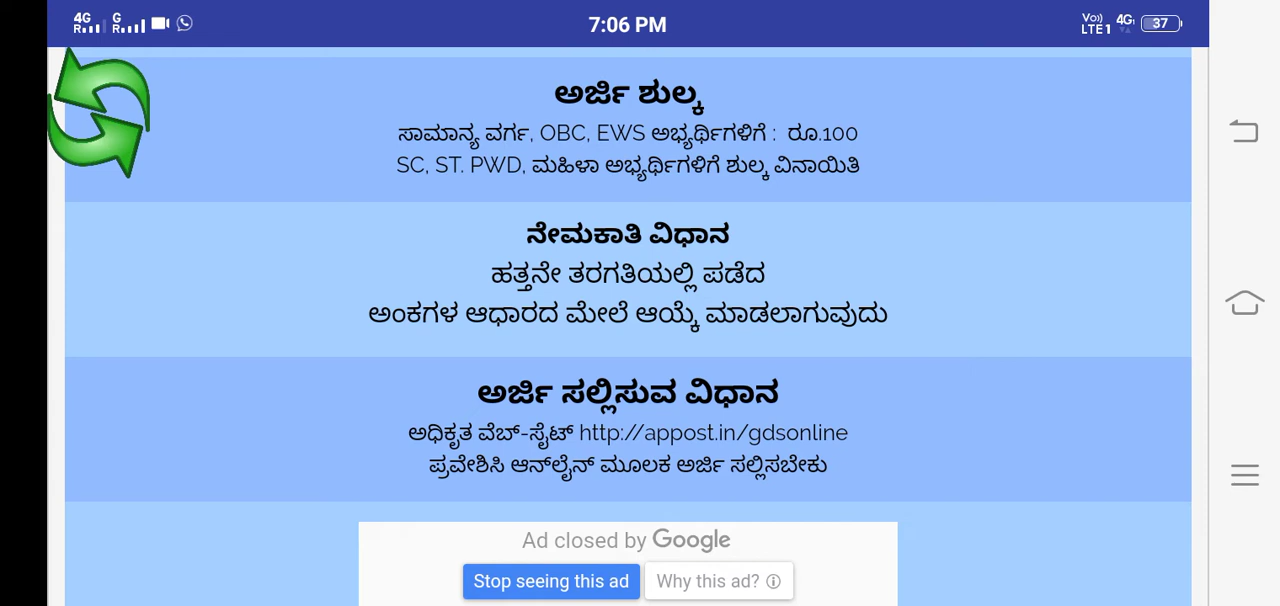 4G R G R 7:06 PM Vo) LTE1 4G 37
ಅರ್ಜಿ ಶುಲ್ಕ
ಸಾಮಾನ್ಯ ವರ್ಗ, OBC, EWS ಅಭ್ಯರ್ಥಿಗಳಿಗೆ : ರೂ.100
SC, ST. PWD, ಮಹಿಳಾ ಅಭ್ಯರ್ಥಿಗಳಿಗೆ ಶುಲ್ಕ ವಿನಾಯಿತಿ
ನೇಮಕಾತಿ ವಿಧಾನ
ಹತ್ತನೇ ತರಗತಿಯಲ್ಲಿ ಪಡೆದ
ಅಂಕಗಳ ಆಧಾರದ ಮೇಲೆ ಆಯ್ಕೆ ಮಾಡಲಾಗುವುದು
ಅರ್ಜಿ ಸಲ್ಲಿಸುವ ವಿಧಾನ
ಅಧಿಕೃತ ವೆಬ್-ಸೈಟ್ http://appost.in/gdsonline
ಪ್ರವೇಶಿಸಿ ಆನ್‌ಲೈನ್ ಮೂಲಕ ಅರ್ಜಿ ಸಲ್ಲಿಸಬೇಕು
Ad closed by Google
Stop seeing this ad Why this ad?